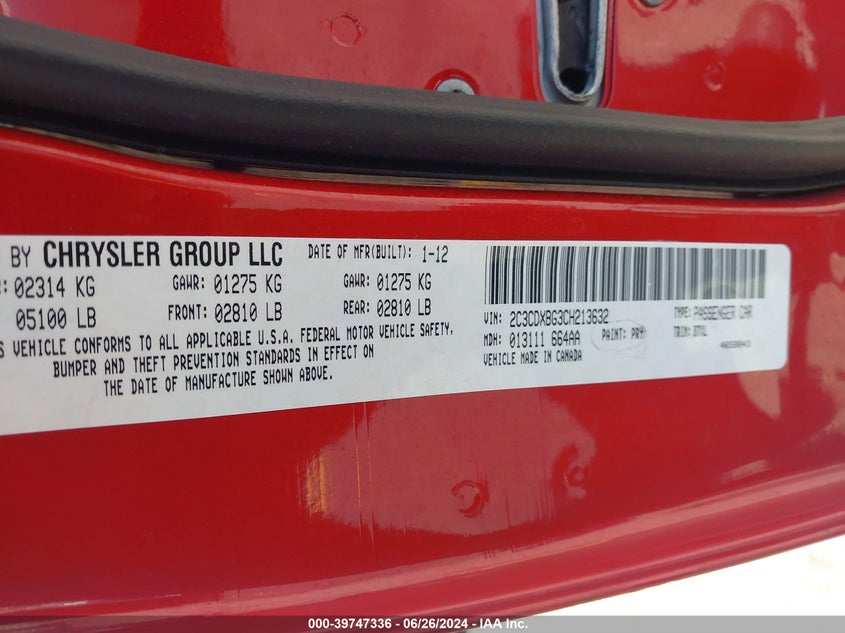 BY CHRYSLER GROUP LLC DATE OF MFR(BUILT): 1-12
02314 KG GAWR: 01275 KG GAWR: 01275 KG
05100 LB FRONT: 02810 LB REAR: 02810 LB
VEHICLE CONFORMS TO ALL APPLICABLE U.S.A. FEDERAL MOTOR VEHICLE SAFETY,
BUMPER AND THEFT PREVENTION STANDARDS IN EFFECT ON
THE DATE OF MANUFACTURE SHOWN ABOVE.
VIN: 2C3CDXBG3CH213632 TYPE: PASSENGER CAR
MDH: 013111 664AA PAINT: PRM TRIM:
VEHICLE MADE IN CANADA
000-39747336 - 06/26/2024 - IAA Inc.